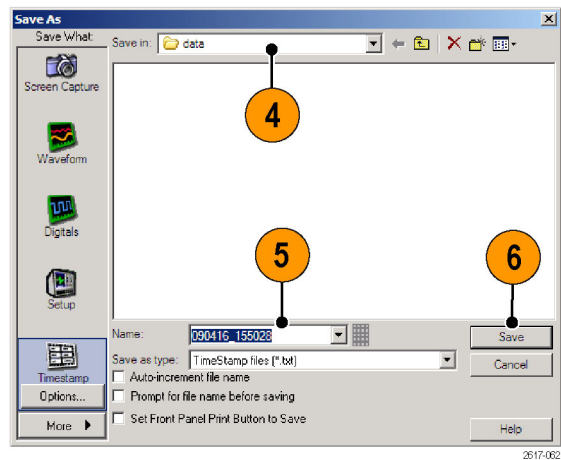 Save As
Save What:
Save in: data
Screen Capture
4
Waveform
Digitals
5
6
Setup
Name: 090416_155028
Save
Save as type: TimeStamp files (*.txt)
Cancel
Timestamp
Auto-increment file name
Options...
Prompt for file name before saving
More
Set Front Panel Print Button to Save
Help
2617-062